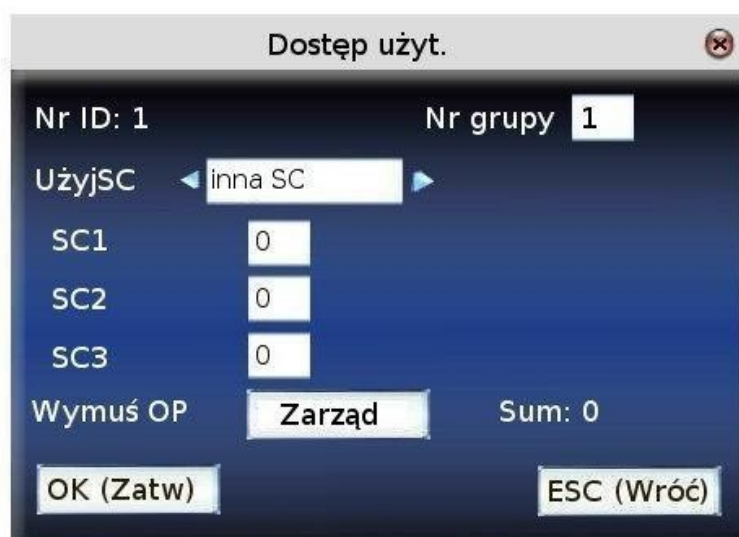 Dostęp użyt.
Nr ID: 1 Nr grupy 1
UżyjSC inna SC
SC1 0
SC2 0
SC3 0
Wymuś OP Zarząd Sum: 0
OK (Zatw) ESC (Wróć)